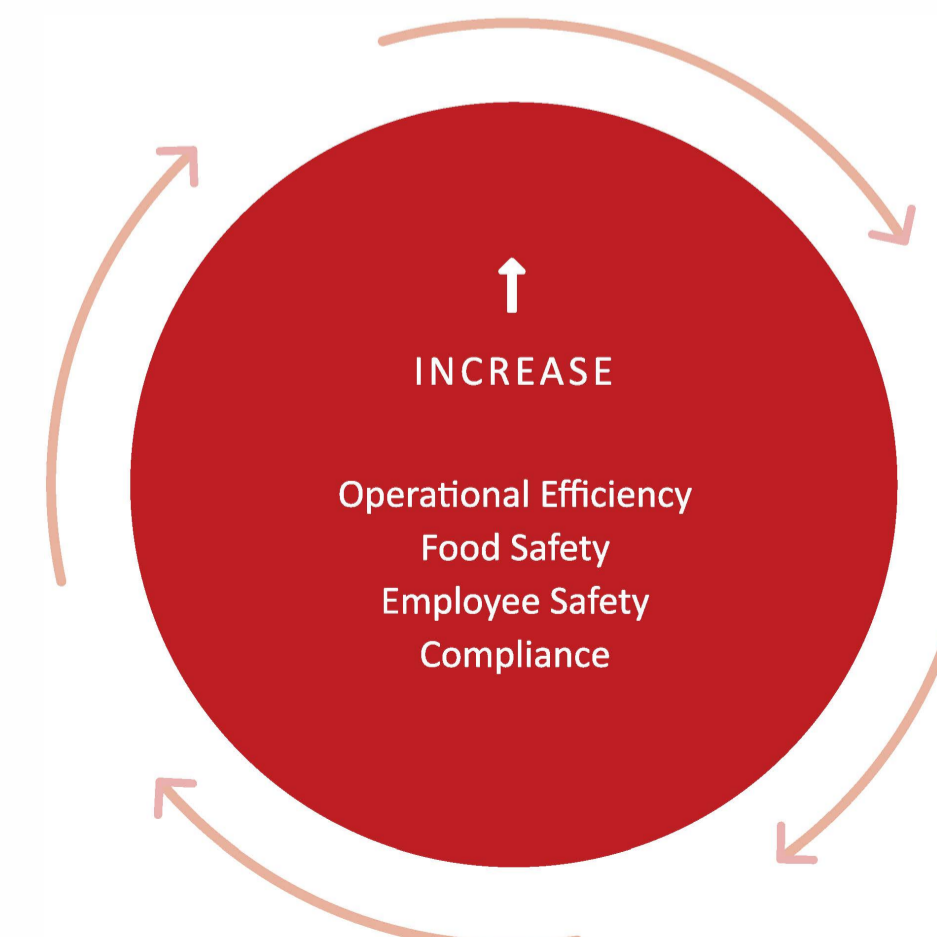 INCREASE
Operational Efficiency
Food Safety
Employee Safety
Compliance